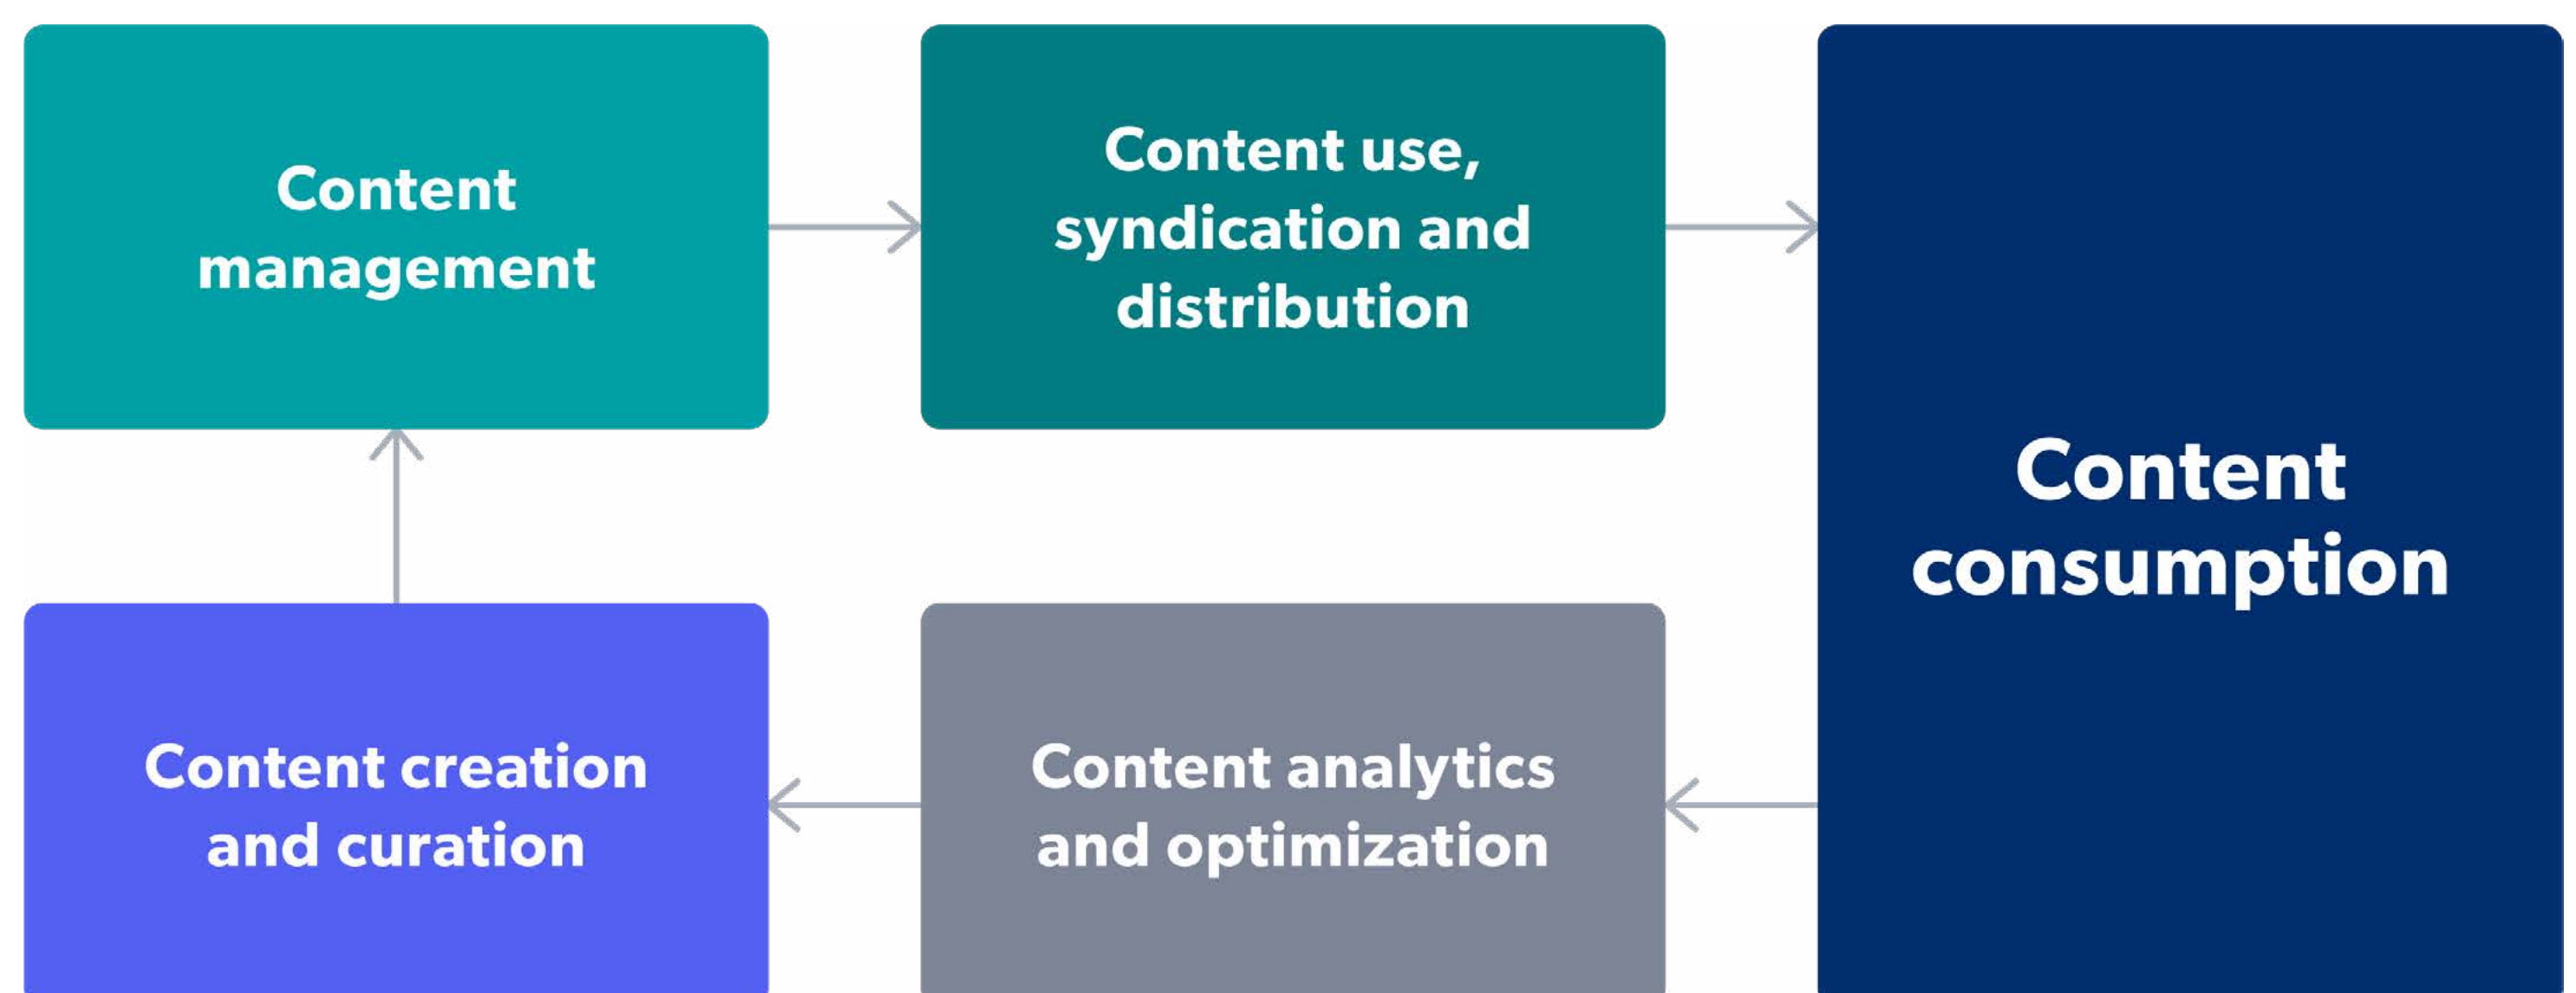 Content
management
Content use,
syndication and
distribution
Content
consumption
Content creation
and curation
Content analytics
and optimization